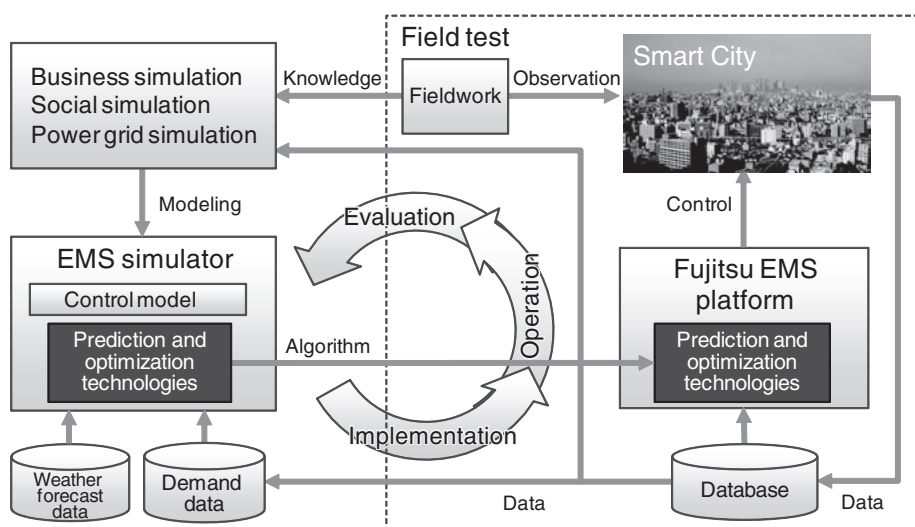 Field test
Business simulation
Social simulation
Power grid simulation
Knowledge
Fieldwork
Observation
Smart City
Modeling
Evaluation
Control
EMS simulator
Control model
Prediction and
optimization
technologies
Algorithm
Operation
Fujitsu EMS
platform
Prediction and
optimization
technologies
Implementation
Weather
forecast data
Demand
data
Data
Database
Data